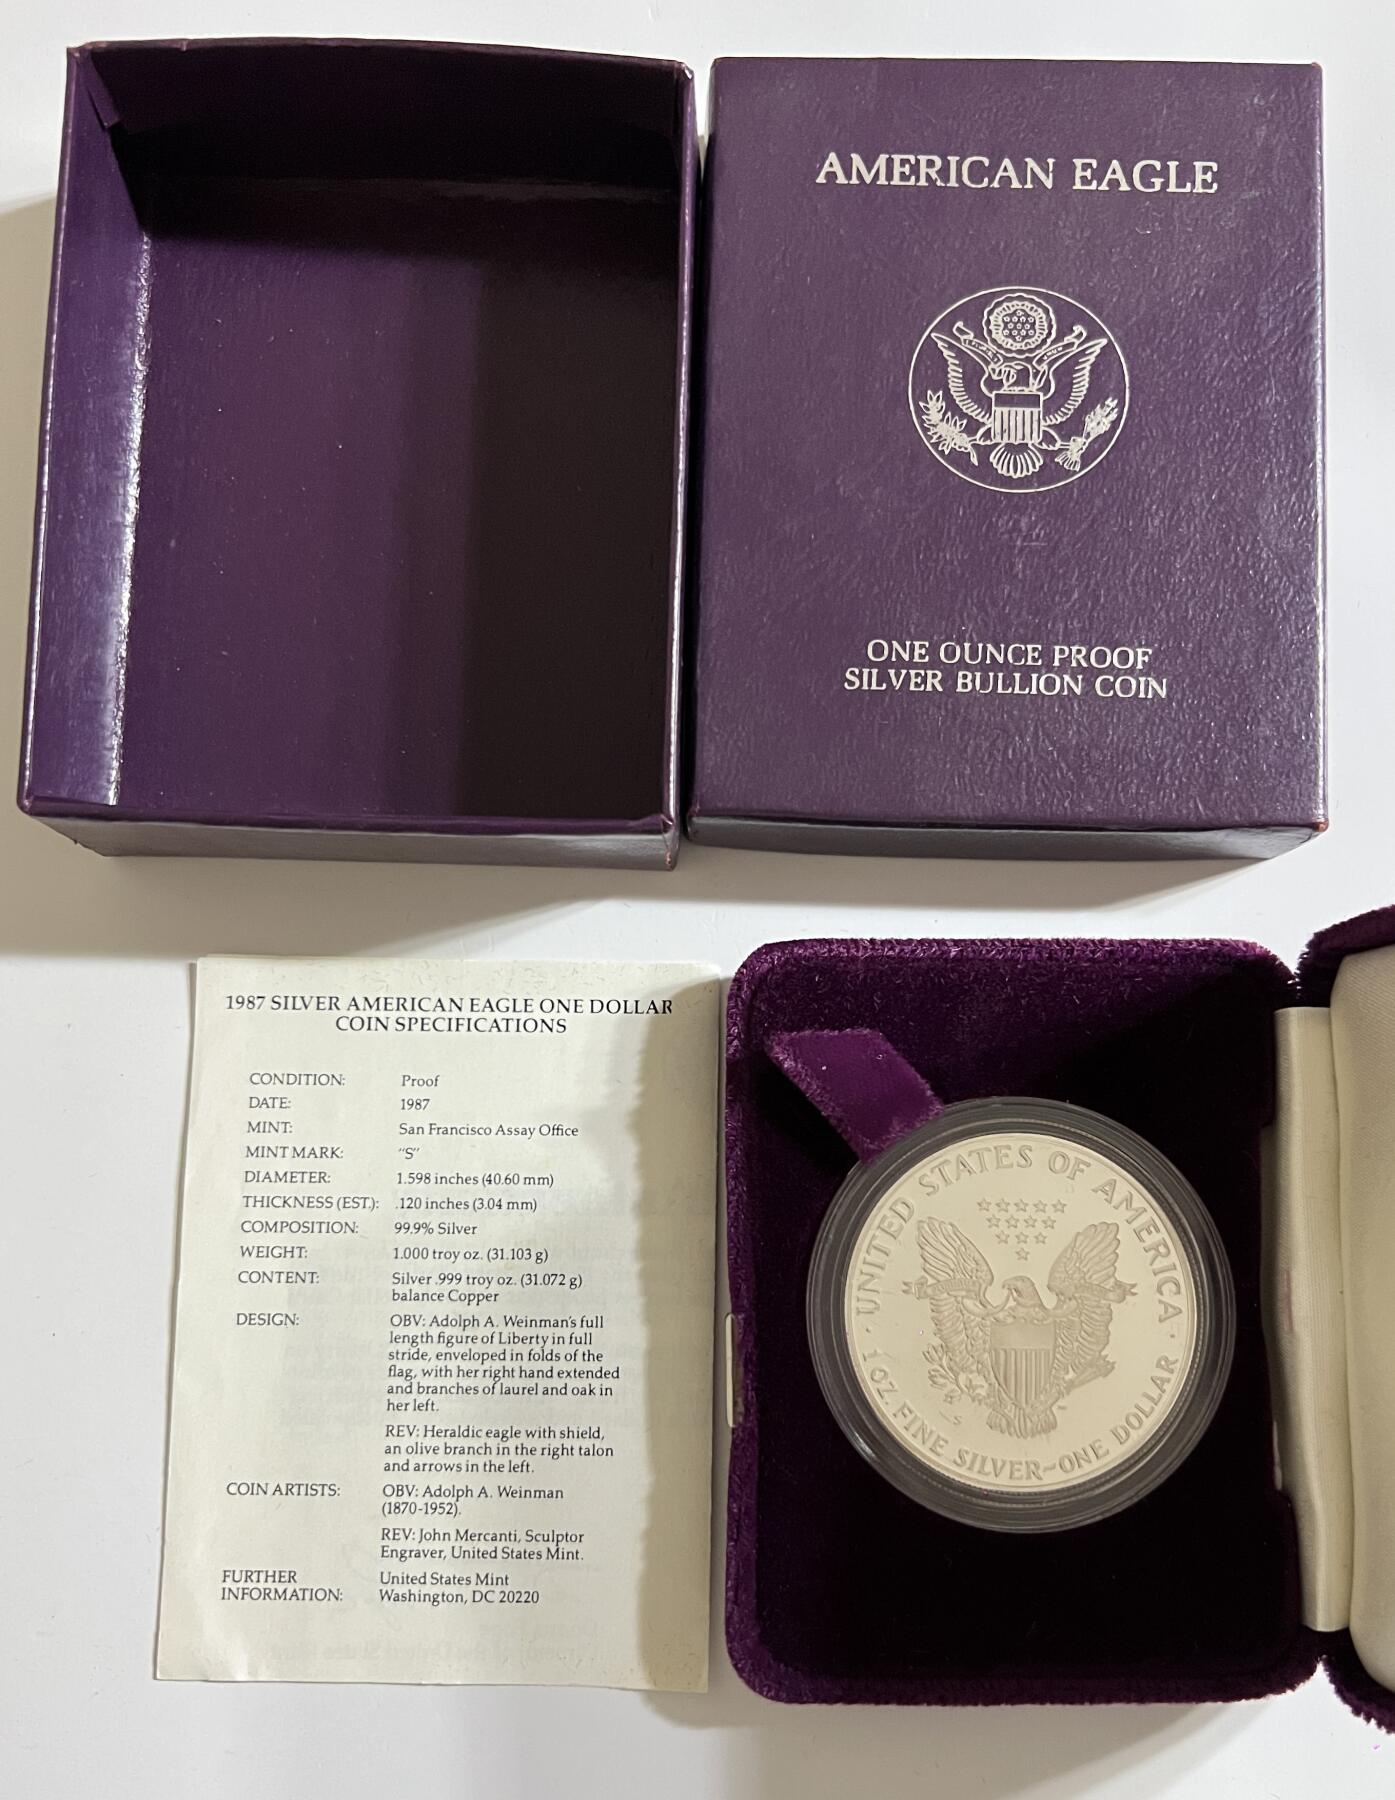 AMERICAN EAGLE
ONE OUNCE PROOF
SILVER BULLION COIN
1987 SILVER AMERICAN EAGLE ONE DOLLAR
COIN SPECIFICATIONS
CONDITION: Proof
DATE: 1987
MINT: San Francisco Assay Office
MINT MARK: "S"
DIAMETER: 1.598 inches (40.60 mm)
THICKNESS (EST.): .120 inches (3.04 mm)
COMPOSITION: 99.9% Silver
WEIGHT: 1.000 troy oz. (31.103 g)
CONTENT: Silver .999 troy oz. (31.072 g)
balance Copper
DESIGN: OBV: Adolph A. Weinman's full
length figure of Liberty in full
stride, enveloped in folds of the
flag, with her right hand extended
and branches of laurel and oak in
her left.
REV: Heraldic eagle with shield,
an olive branch in the right talon
and arrows in the left.
COIN ARTISTS: OBV: Adolph A. Weinman
(1870-1952).
REV: John Mercanti, Sculptor
Engraver, United States Mint.
FURTHER
INFORMATION: United States Mint
Washington, DC 20220
UNITED STATES OF AMERICA
S
1 OZ. FINE SILVER~ONE DOLLAR